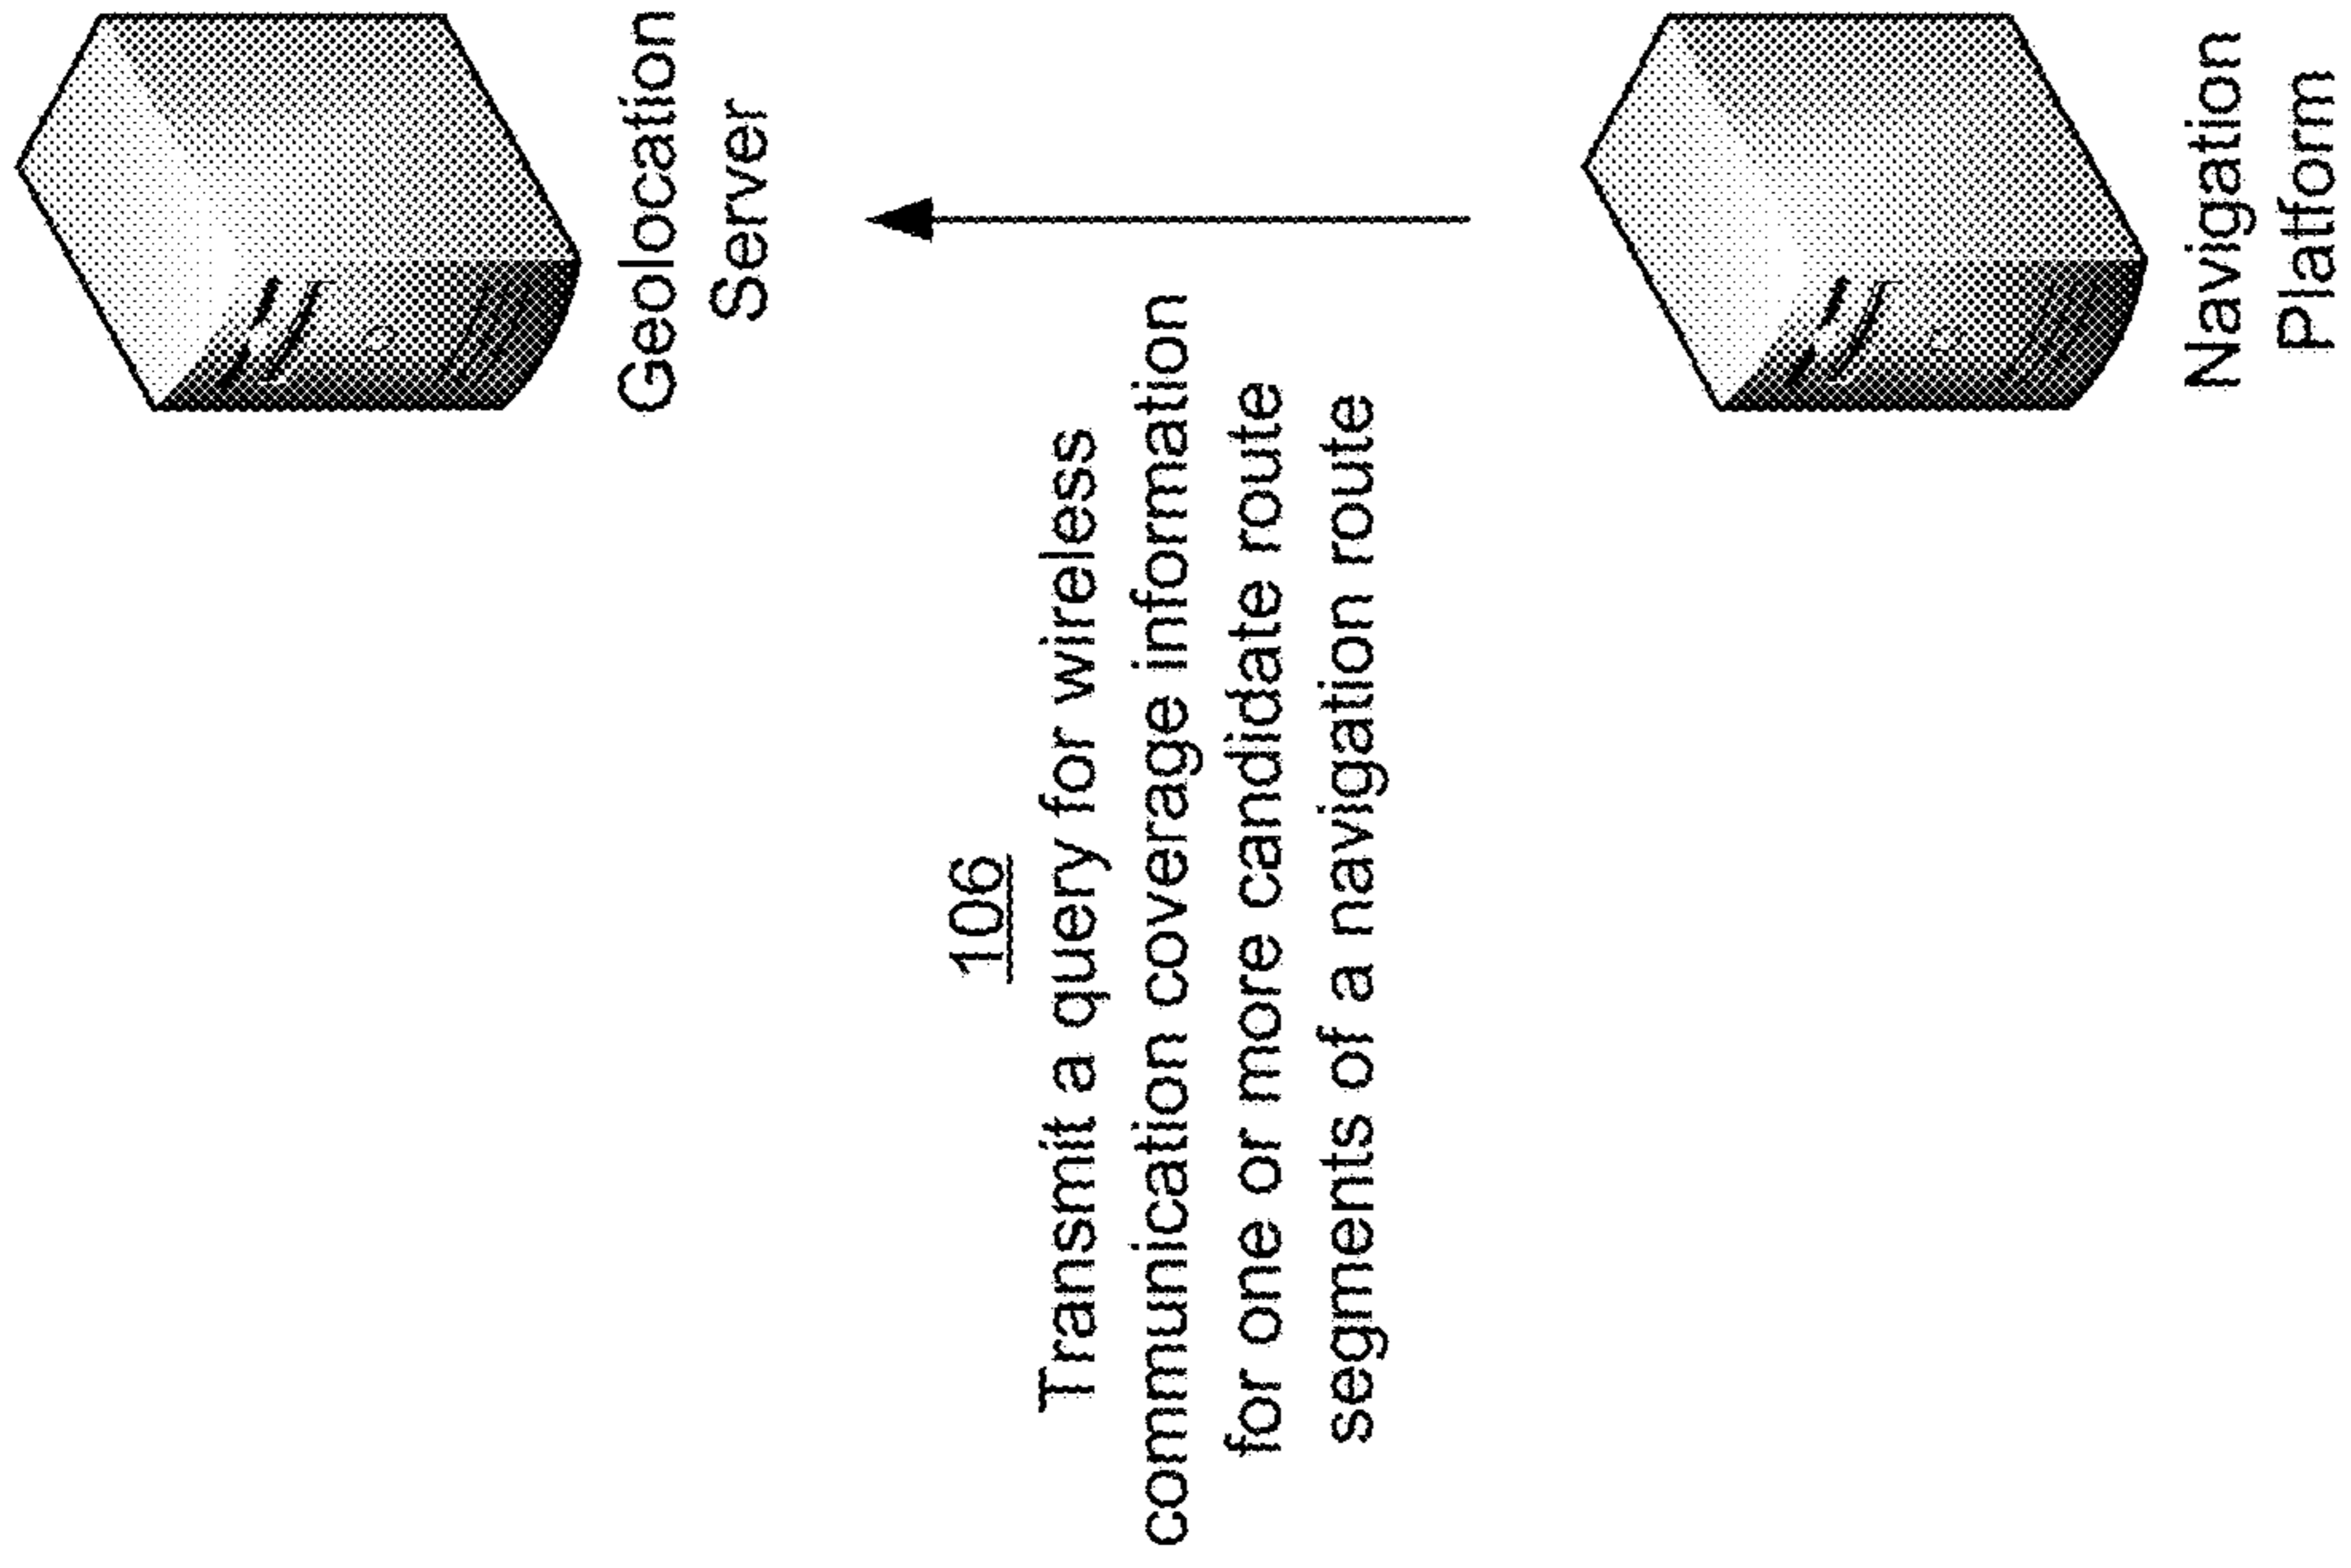 Geolocation
Server
106
Transmit a query for wireless
communication coverage information
for one or more candidate route
segments of a navigation route
Navigation
Platform